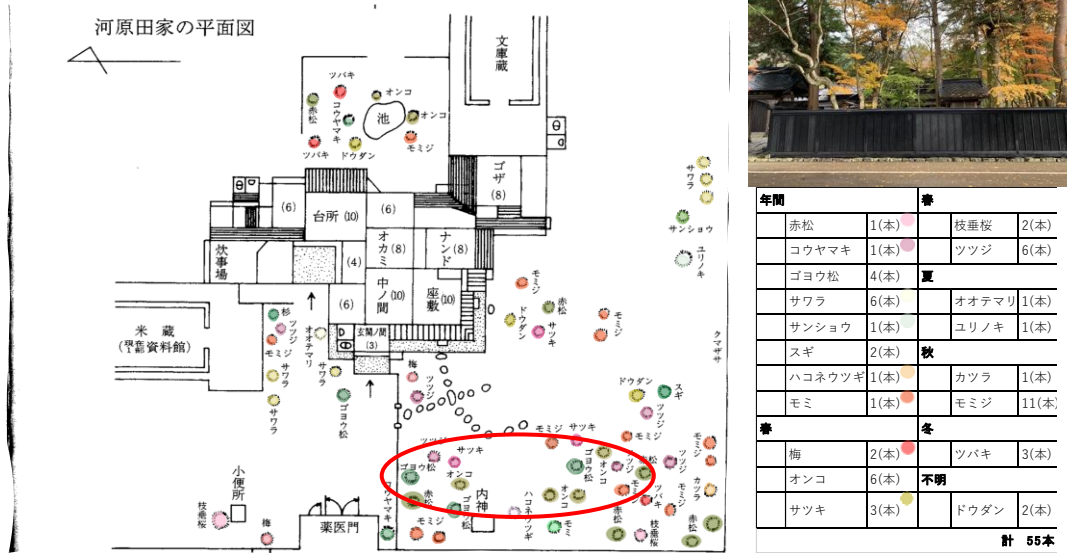 河原田家の平面図
文庫蔵
ツバキ
オンコ
赤松
コウヤマキ
池
オンコ
ツバキ
ドウダン
モミジ
ゴザ
(8)
サワラ
(6)
台所 (10)
(6)
サンショウ
炊事場
(4)
オカミ (8)
ナンド (8)
ユリノキ
(6)
中ノ間 (10)
座敷 (10)
モミジ
赤松
ドウダン
サツキ
モミジ
クマザサ
杉
ツツジ
オオテマリ
モミジ
玄関ノ間
(3)
米蔵
資料館)
サワラ
サワラ
サワラ
ゴヨウ松
梅
ツツジ
ドウダン
スギ
ツツジ
モミジ
サツキ
モミジ
モミジ
ツツジ
サツキ
ゴヨウ松
オンコ
ツツジ
赤松
ツツジ
ゴヨウ松
オンコ
カツラ
小便所
コウヤマキ
赤松
ゴヨウ松
内神
ハコネウツギ
オンコ
モミジ
ツバキ
モミジ
枝垂桜
梅
薬医門
モミジ
モミ
赤松
枝垂桜
赤松
年間 春
赤松 1(本) 枝垂桜 2(本)
コウヤマキ 1(本) ツツジ 6(本)
ゴヨウ松 4(本) 夏
サワラ 6(本) オオテマリ 1(本)
サンショウ 1(本) ユリノキ 1(本)
スギ 2(本) 秋
ハコネウツギ 1(本) カツラ 1(本)
モミ 1(本) モミジ 11(本)
春 冬
梅 2(本) ツバキ 3(本)
オンコ 6(本) 不明
サツキ 3(本) ドウダン 2(本)
計 55本